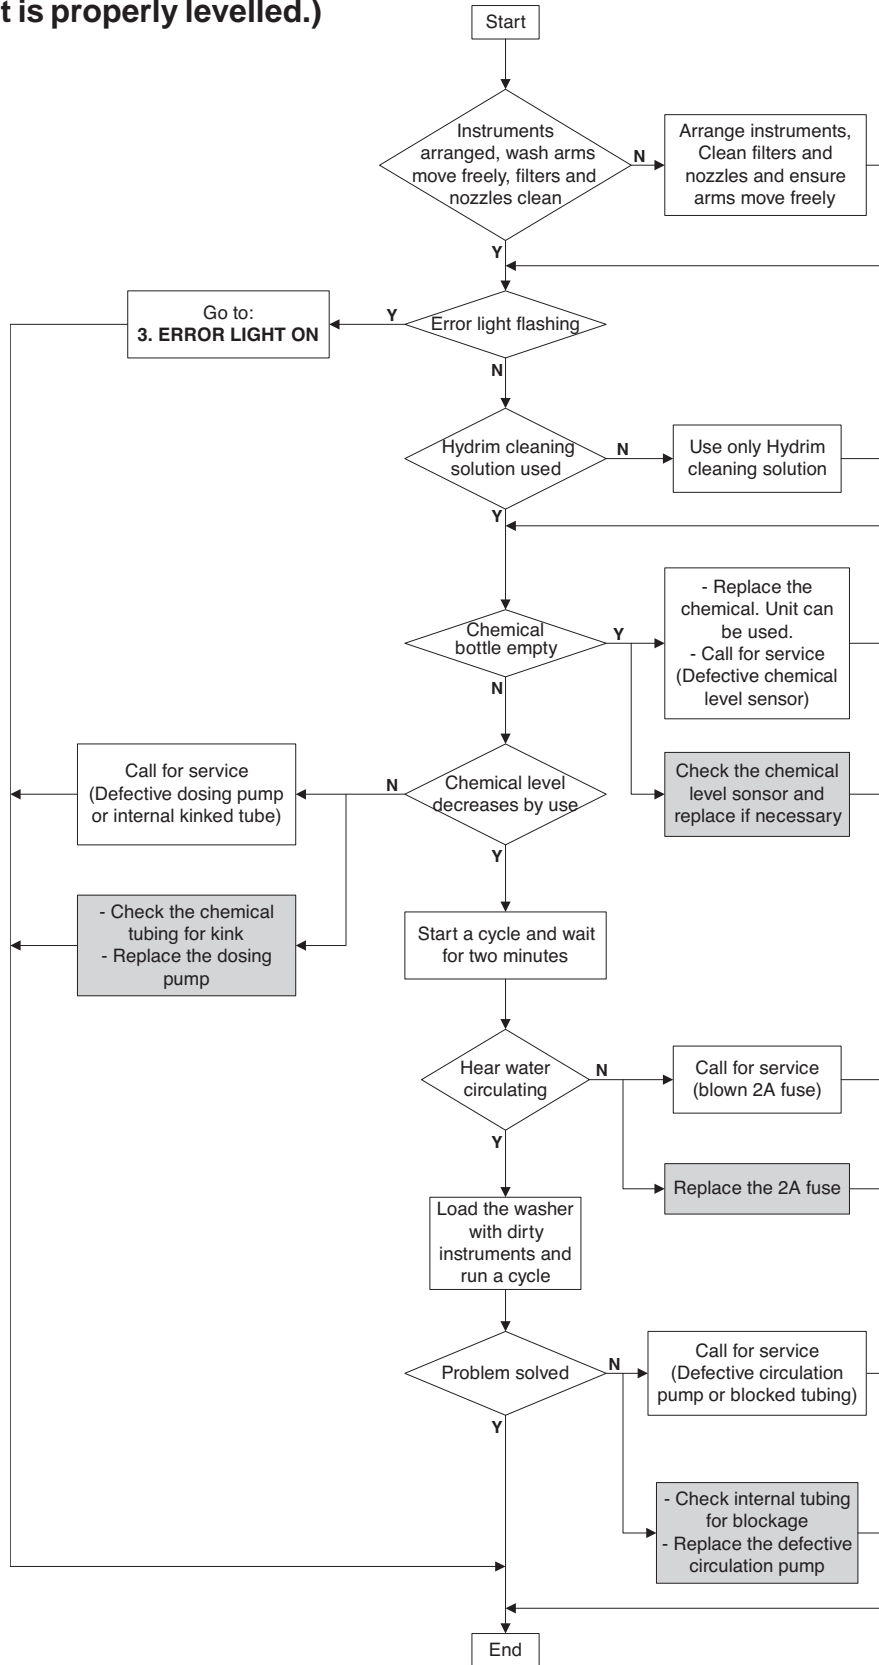 t is properly levelled.)
Start
Instruments
arranged, wash arms
move freely, filters and
nozzles clean
N
Arrange instruments,
Clean filters and
nozzles and ensure
arms move freely
Y
Go to:
3. ERROR LIGHT ON
Y
Error light flashing
N
Hydrim cleaning
solution used
N
Use only Hydrim
cleaning solution
Y
Chemical
bottle empty
Y
- Replace the
chemical. Unit can
be used.
- Call for service
(Defective chemical
level sensor)
N
Call for service
(Defective dosing pump
or internal kinked tube)
N
Chemical level
decreases by use
Check the chemical
level sonsor and
replace if necessary
Y
- Check the chemical
tubing for kink
- Replace the dosing
pump
Start a cycle and wait
for two minutes
Hear water
circulating
N
Call for service
(blown 2A fuse)
Y
Replace the 2A fuse
Load the washer
with dirty
instruments and
run a cycle
Problem solved
N
Call for service
(Defective circulation
pump or blocked tubing)
Y
- Check internal tubing
for blockage
- Replace the defective
circulation pump
End